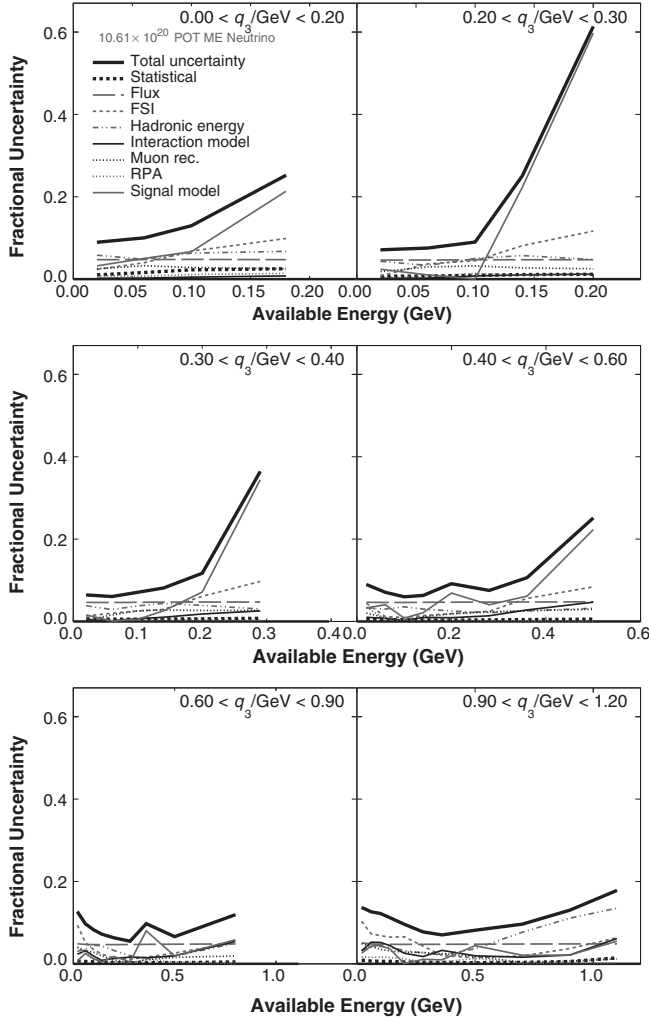 0.00 < q3/GeV < 0.20
0.20 < q3/GeV < 0.30
10.61 × 10^20 POT ME Neutrino
Total uncertainty
Statistical
Flux
FSI
Hadronic energy
Interaction model
Muon rec.
RPA
Signal model
Fractional Uncertainty
0.6
0.4
0.2
0.0
0.00 0.05 0.10 0.15 0.20
0.00 0.05 0.10 0.15 0.20
Available Energy (GeV)
0.30 < q3/GeV < 0.40
0.40 < q3/GeV < 0.60
Fractional Uncertainty
0.6
0.4
0.2
0.0
0.0 0.1 0.2 0.3 0.4
0.0 0.2 0.4 0.6
Available Energy (GeV)
0.60 < q3/GeV < 0.90
0.90 < q3/GeV < 1.20
Fractional Uncertainty
0.6
0.4
0.2
0.0
0.0 0.5 1.0
0.0 0.5 1.0
Available Energy (GeV)